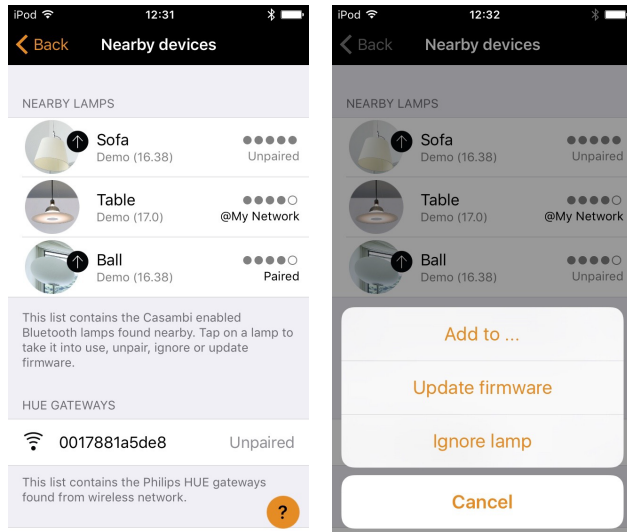 iPod 12:31
Back Nearby devices
NEARBY LAMPS
Sofa
Demo (16.38) Unpaired
Table
Demo (17.0) @My Network
Ball
Demo (16.38) Paired
This list contains the Casambi enabled
Bluetooth lamps found nearby. Tap on a lamp to
take it into use, unpair, ignore or update
firmware.
HUE GATEWAYS
0017881a5de8 Unpaired
This list contains the Philips HUE gateways
found from wireless network.
?
iPod 12:32
Back Nearby devices
NEARBY LAMPS
Sofa
Demo (16.38) Unpaired
Table
Demo (17.0) @My Network
Ball
Demo (16.38) Unpaired
Add to ...
Update firmware
Ignore lamp
Cancel